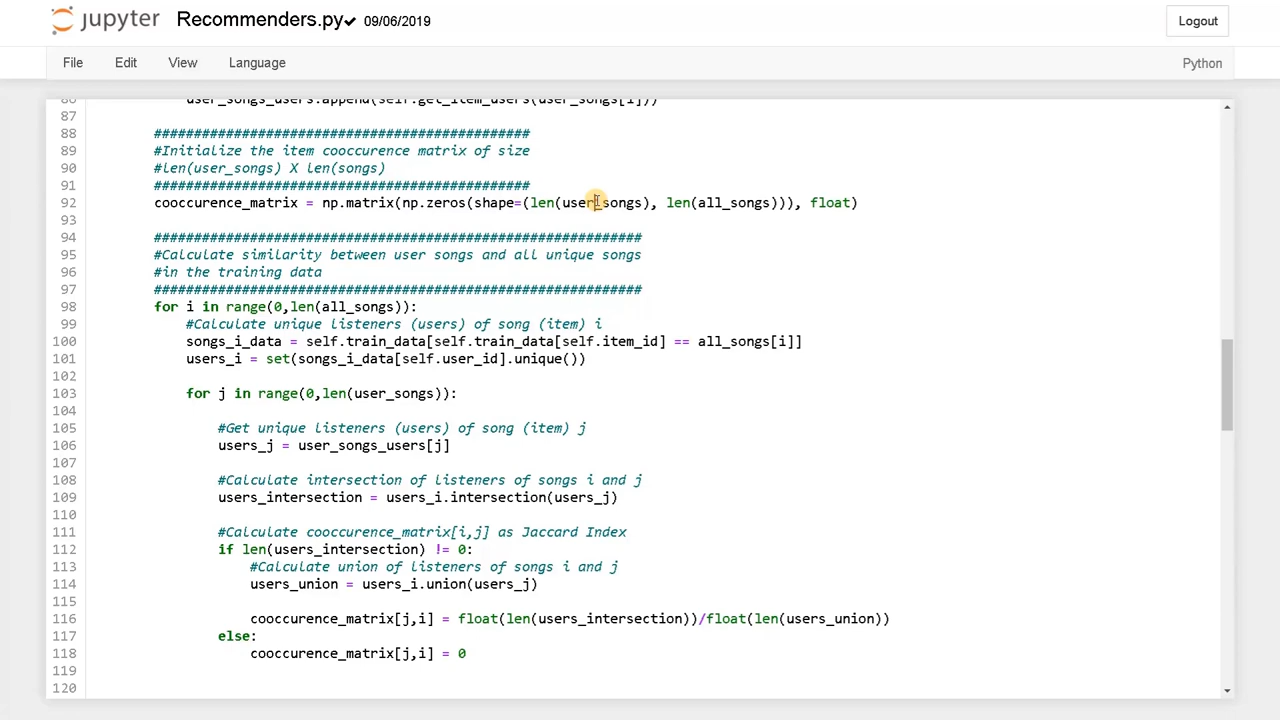 jupyter Recommenders.py✔ 09/06/2019 Logout
File Edit View Language Python
86 user_songs_users.append(self.get_item_users(user_songs[i]))
87
88 ###############################################
89 #Initialize the item cooccurence matrix of size
90 #len(user_songs) X len(songs)
91 ###############################################
92 cooccurence_matrix = np.matrix(np.zeros(shape=(len(user_songs), len(all_songs))), float)
93
94 #############################################################
95 #Calculate similarity between user songs and all unique songs
96 #in the training data
97 #############################################################
98 for i in range(0,len(all_songs)):
99 #Calculate unique listeners (users) of song (item) i
100 songs_i_data = self.train_data[self.train_data[self.item_id] == all_songs[i]]
101 users_i = set(songs_i_data[self.user_id].unique())
102
103 for j in range(0,len(user_songs)):
104
105 #Get unique listeners (users) of song (item) j
106 users_j = user_songs_users[j]
107
108 #Calculate intersection of listeners of songs i and j
109 users_intersection = users_i.intersection(users_j)
110
111 #Calculate cooccurence_matrix[i,j] as Jaccard Index
112 if len(users_intersection) != 0:
113 #Calculate union of listeners of songs i and j
114 users_union = users_i.union(users_j)
115
116 cooccurence_matrix[j,i] = float(len(users_intersection))/float(len(users_union))
117 else:
118 cooccurence_matrix[j,i] = 0
119
120